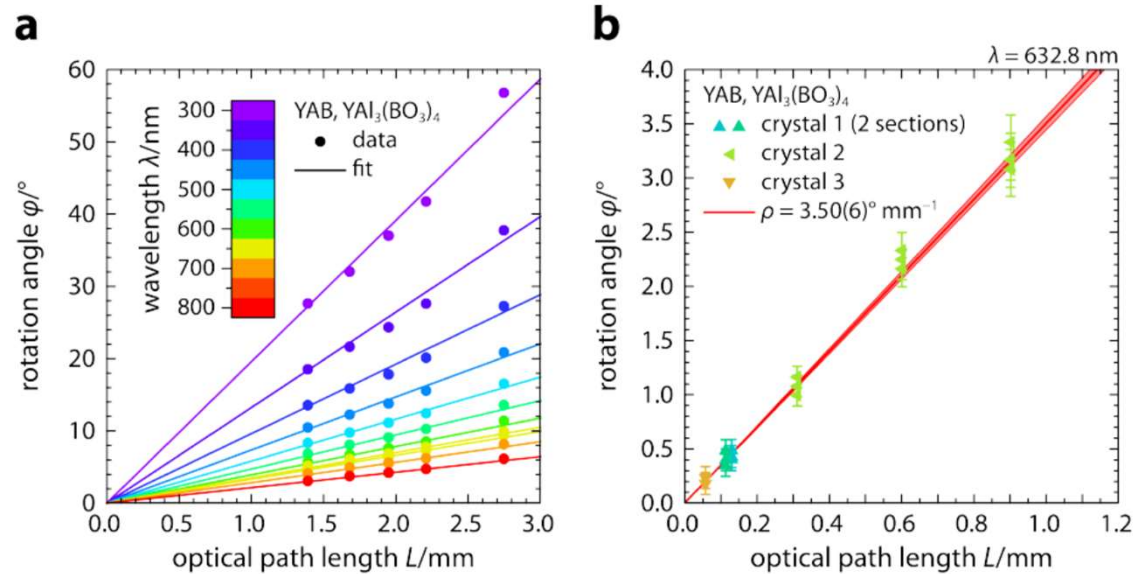 a
60
50
40
30
20
10
0
rotation angle φ/°
wavelength λ/nm
300
400
500
600
700
800
YAB, YAl₃(BO₃)₄
data
fit
0.0 0.5 1.0 1.5 2.0 2.5 3.0
optical path length L/mm
b
λ = 632.8 nm
4.0
3.5
3.0
2.5
2.0
1.5
1.0
0.5
0.0
rotation angle φ/°
YAB, YAl₃(BO₃)₄
crystal 1 (2 sections)
crystal 2
crystal 3
ρ = 3.50(6)° mm⁻¹
0.0 0.2 0.4 0.6 0.8 1.0 1.2
optical path length L/mm